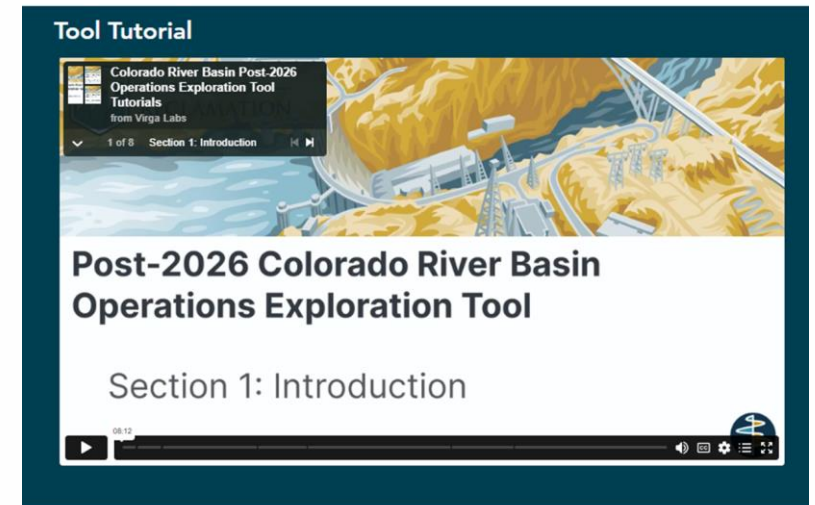 Tool Tutorial
Colorado River Basin Post-2026
Operations Exploration Tool
Tutorials
from Virga Labs
1 of 8 Section 1: Introduction
Post-2026 Colorado River Basin
Operations Exploration Tool
Section 1: Introduction
08:12
CC